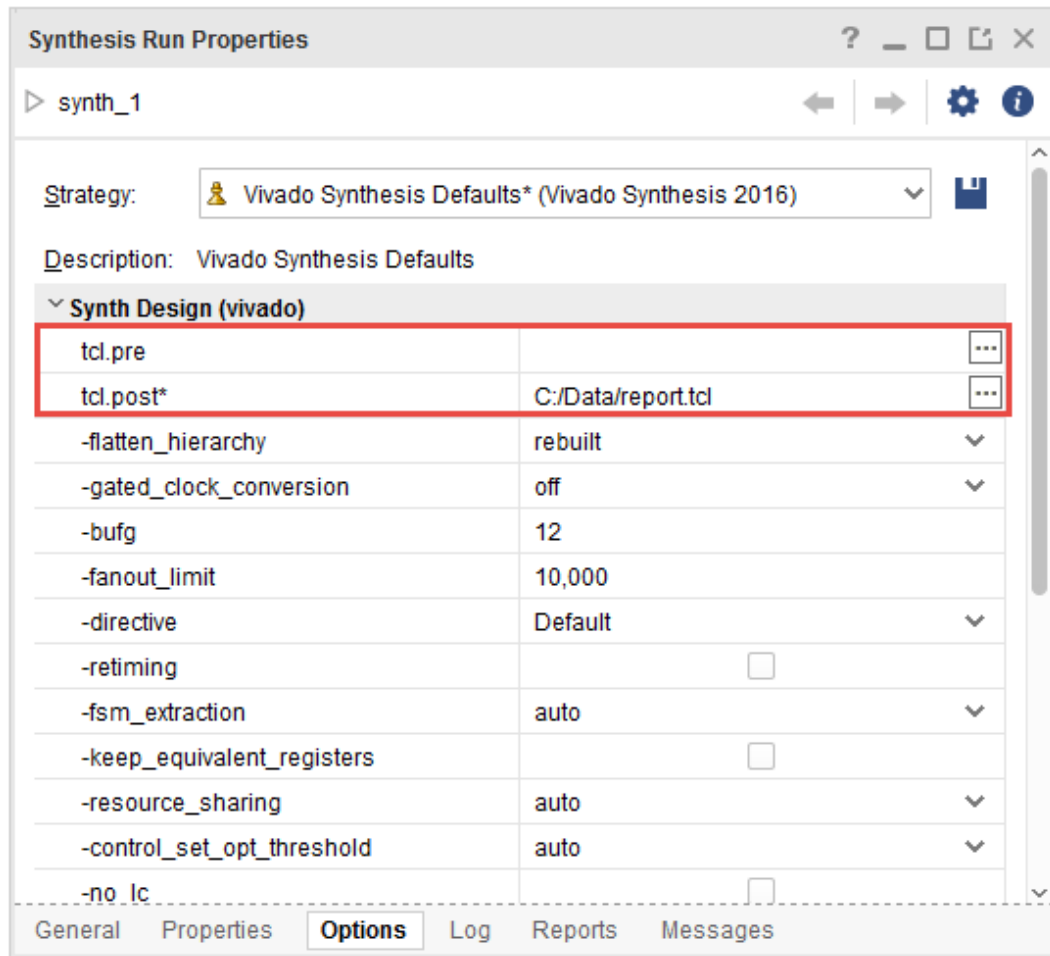 Synthesis Run Properties ?
synth_1
Strategy: Vivado Synthesis Defaults* (Vivado Synthesis 2016)
Description: Vivado Synthesis Defaults
Synth Design (vivado)
tcl.pre ...
tcl.post* C:/Data/report.tcl ...
-flatten_hierarchy rebuilt
-gated_clock_conversion off
-bufg 12
-fanout_limit 10,000
-directive Default
-retiming
-fsm_extraction auto
-keep_equivalent_registers
-resource_sharing auto
-control_set_opt_threshold auto
-no_lc
General Properties Options Log Reports Messages